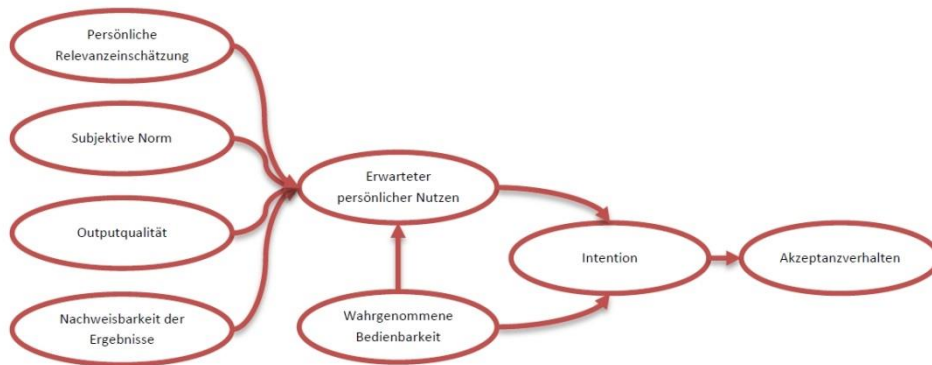 Persönliche
Relevanzeinschätzung
Subjektive Norm
Outputqualität
Nachweisbarkeit der
Ergebnisse
Erwarteter
persönlicher Nutzen
Wahrgenommene
Bedienbarkeit
Intention
Akzeptanzverhalten